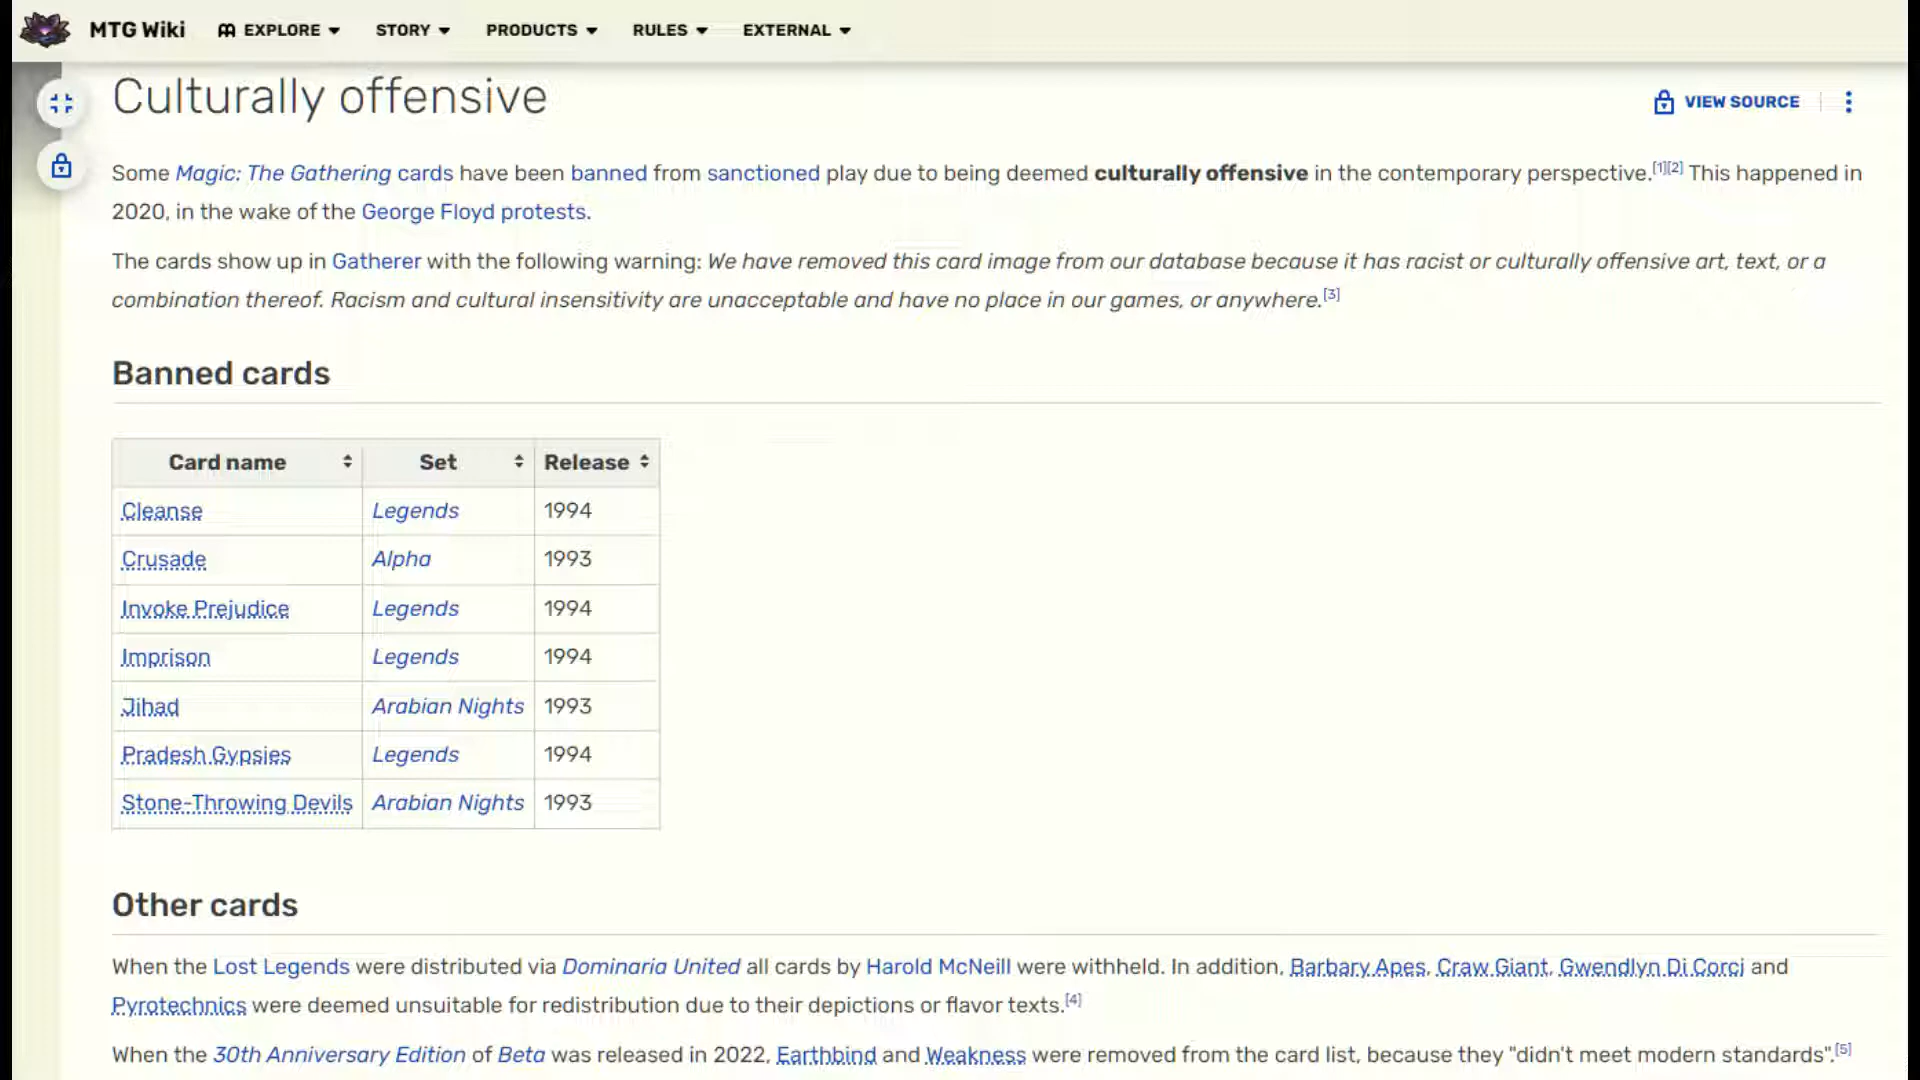 MTG Wiki EXPLORE STORY PRODUCTS RULES EXTERNAL
Culturally offensive
VIEW SOURCE
Some Magic: The Gathering cards have been banned from sanctioned play due to being deemed culturally offensive in the contemporary perspective.[1][2] This happened in
2020, in the wake of the George Floyd protests.
The cards show up in Gatherer with the following warning: We have removed this card image from our database because it has racist or culturally offensive art, text, or a
combination thereof. Racism and cultural insensitivity are unacceptable and have no place in our games, or anywhere.[3]
Banned cards
Card name Set Release
Cleanse Legends 1994
Crusade Alpha 1993
Invoke Prejudice Legends 1994
Imprison Legends 1994
Jihad Arabian Nights 1993
Pradesh Gypsies Legends 1994
Stone-Throwing Devils Arabian Nights 1993
Other cards
When the Lost Legends were distributed via Dominaria United all cards by Harold McNeill were withheld. In addition, Barbary Apes, Craw Giant, Gwendlyn Di Corci and
Pyrotechnics were deemed unsuitable for redistribution due to their depictions or flavor texts.[4]
When the 30th Anniversary Edition of Beta was released in 2022, Earthbind and Weakness were removed from the card list, because they "didn't meet modern standards".[5]